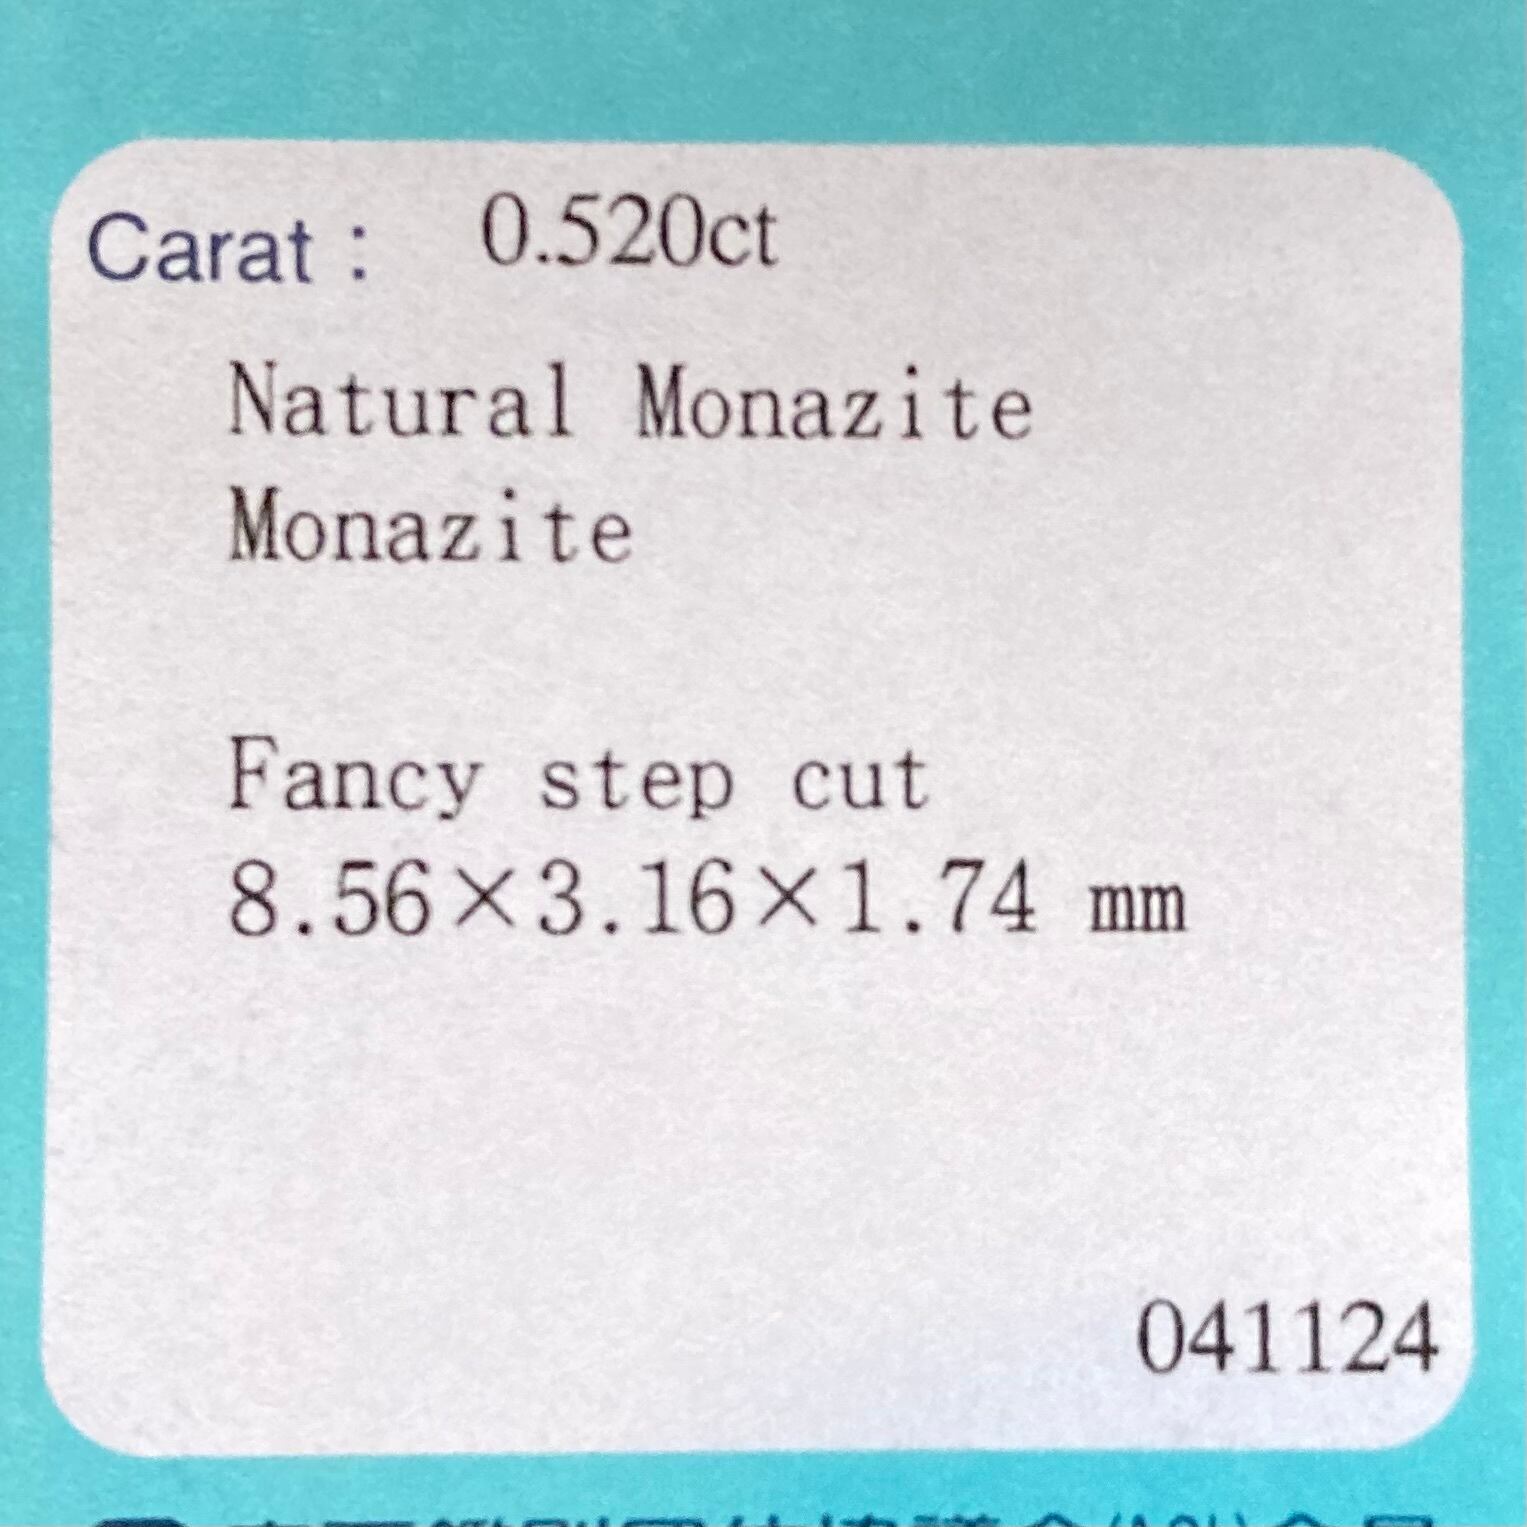 Carat : 0.520ct
Natural Monazite
Monazite
Fancy step cut
8.56×3.16×1.74 mm
041124